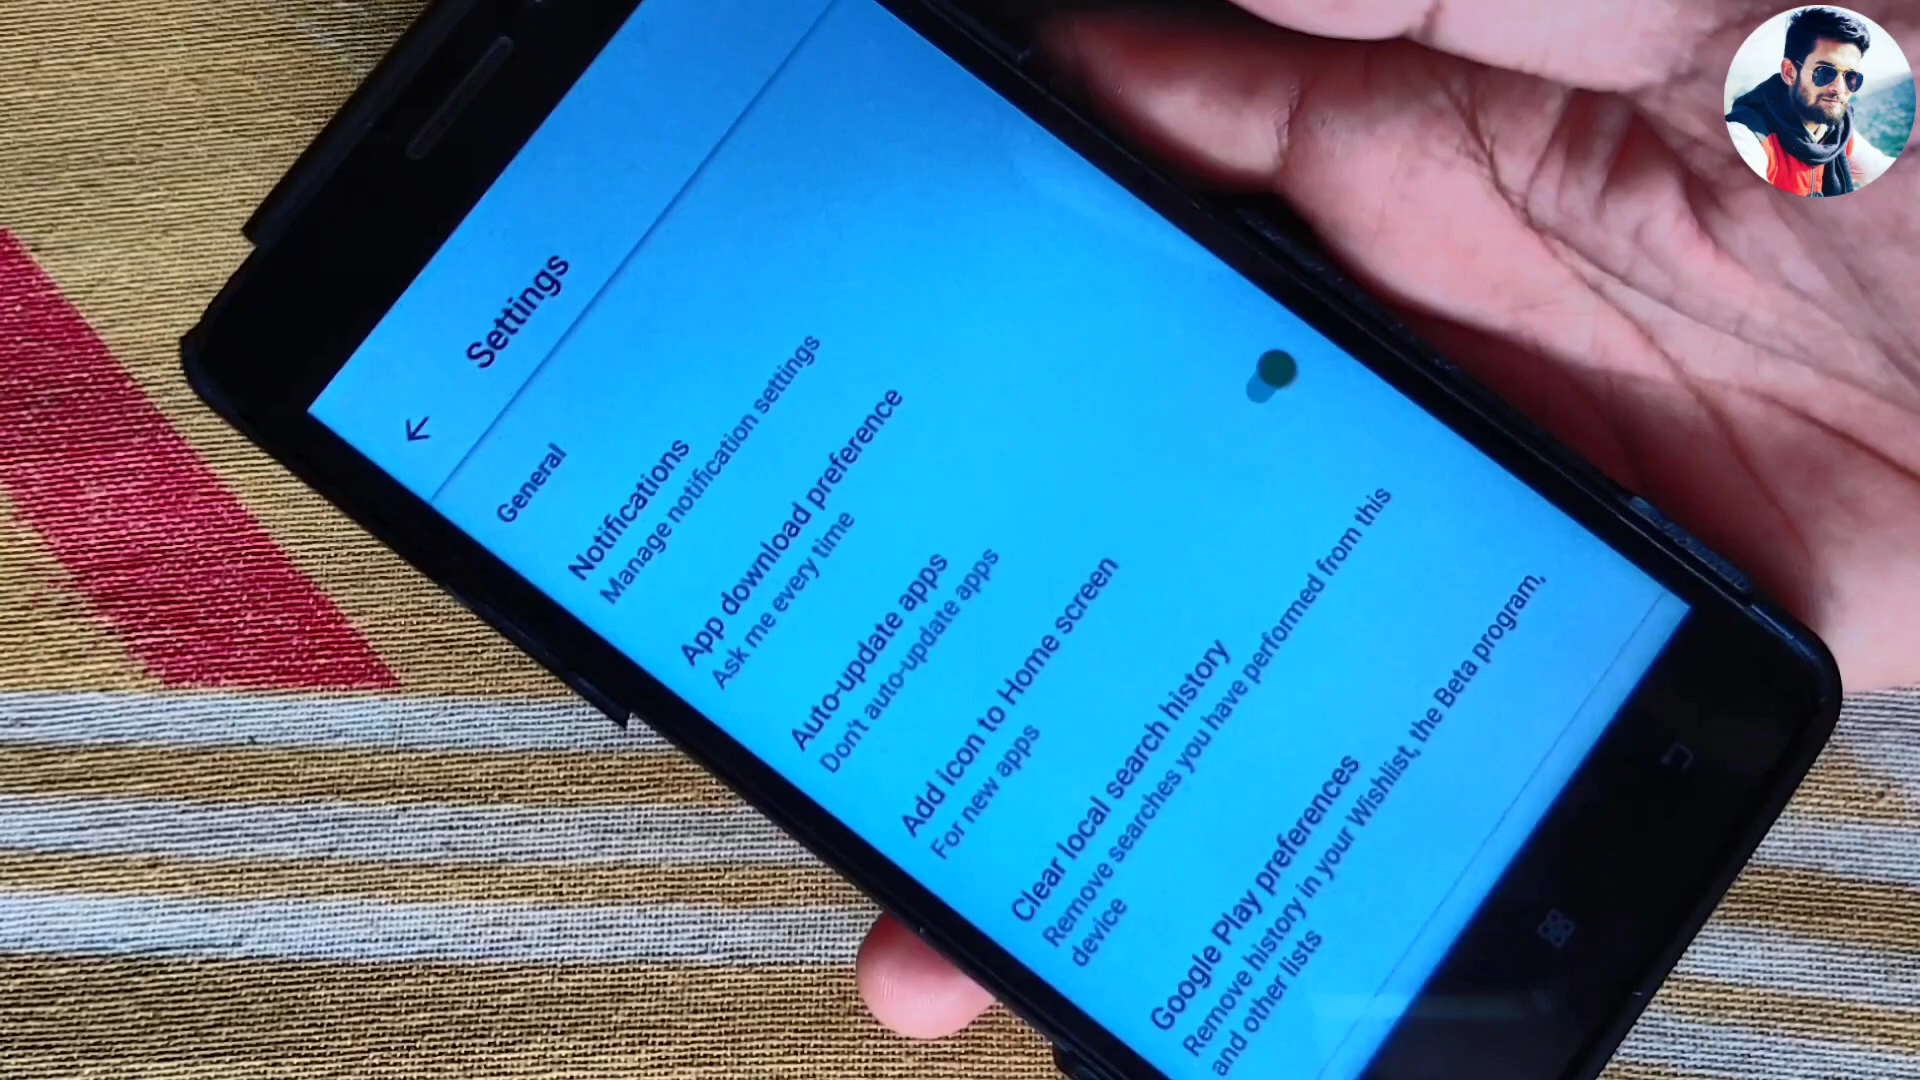 Settings
General
Notifications
Manage notification settings
App download preference
Ask me every time
Auto-update apps
Don't auto-update apps
Add icon to Home screen
For new apps
Clear local search history
Remove searches you have performed from this
device
Google Play preferences
Remove history in your Wishlist, the Beta program,
and other lists